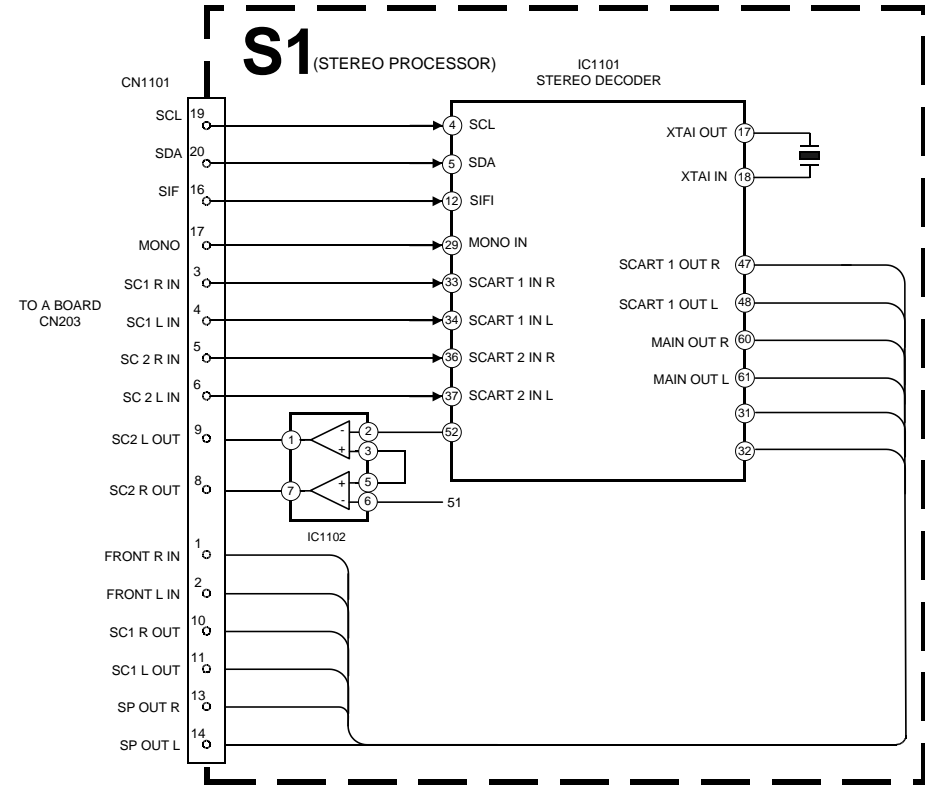 S1 (STEREO PROCESSOR)
IC1101
STEREO DECODER
CN1101
SCL 19
4 SCL
XTAI OUT 17
SDA 20
5 SDA
XTAI IN 18
SIF 16
12 SIFI
MONO 17
29 MONO IN
SC1 R IN 3
33 SCART 1 IN R
SCART 1 OUT R 47
TO A BOARD
CN203
SC1 L IN 4
34 SCART 1 IN L
SCART 1 OUT L 48
SC 2 R IN 5
36 SCART 2 IN R
MAIN OUT R 60
SC 2 L IN 6
37 SCART 2 IN L
MAIN OUT L 61
31
SC2 L OUT 9
1 - 2
52
+ 3
32
SC2 R OUT 8
7 + 5
- 6
51
IC1102
FRONT R IN 1
FRONT L IN 2
SC1 R OUT 10
SC1 L OUT 11
SP OUT R 13
SP OUT L 14